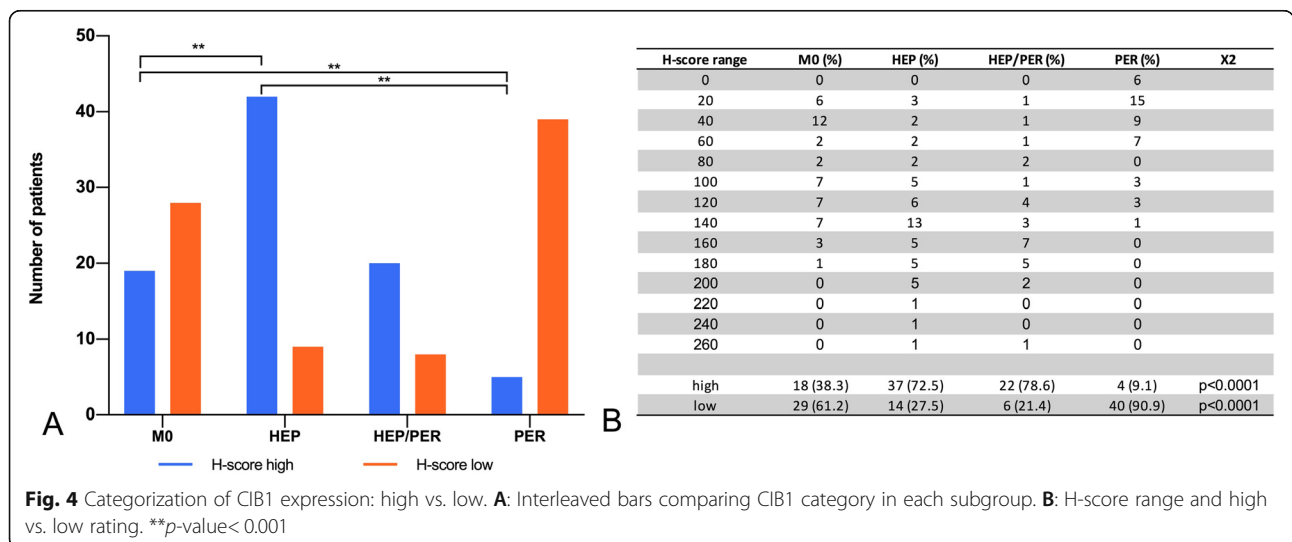 50
40
30
20
10
0
Number of patients
**
**
**
M0 HEP HEP/PER PER
H-score high H-score low
A
H-score range M0 (%) HEP (%) HEP/PER (%) PER (%) X2
0 0 0 0 6
20 6 3 1 15
40 12 2 1 9
60 2 2 1 7
80 2 2 2 0
100 7 5 1 3
120 7 6 4 3
140 7 13 3 1
160 3 5 7 0
180 1 5 5 0
200 0 5 2 0
220 0 1 0 0
240 0 1 0 0
260 0 1 1 0
high 18 (38.3) 37 (72.5) 22 (78.6) 4 (9.1) p<0.0001
low 29 (61.2) 14 (27.5) 6 (21.4) 40 (90.9) p<0.0001
B
Fig. 4 Categorization of CIB1 expression: high vs. low. A: Interleaved bars comparing CIB1 category in each subgroup. B: H-score range and high
vs. low rating. **p-value< 0.001